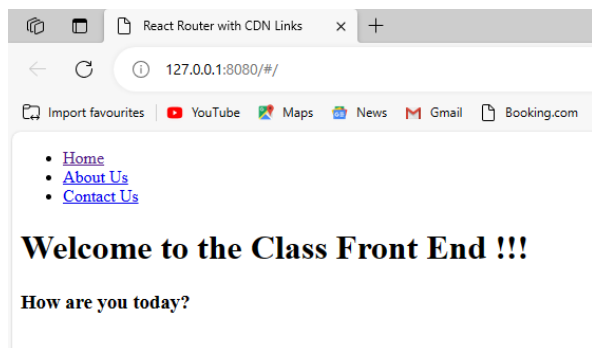 React Router with CDN Links
127.0.0.1:8080/#/
Import favourites YouTube Maps News Gmail Booking.com
Home
About Us
Contact Us
Welcome to the Class Front End !!!
How are you today?